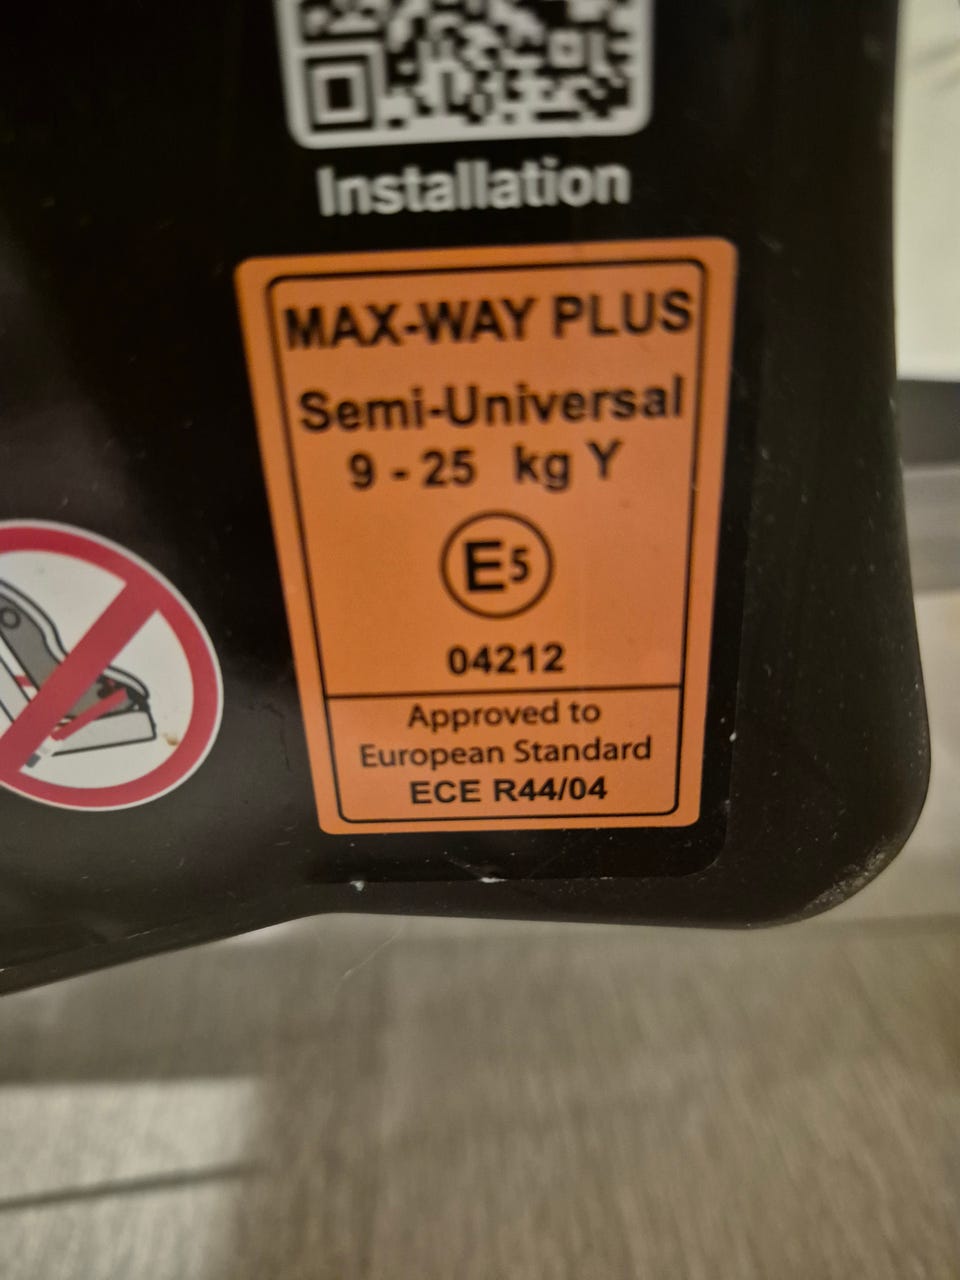 Installation
MAX-WAY PLUS
Semi-Universal
9 - 25 kg Y
E5
04212
Approved to
European Standard
ECE R44/04